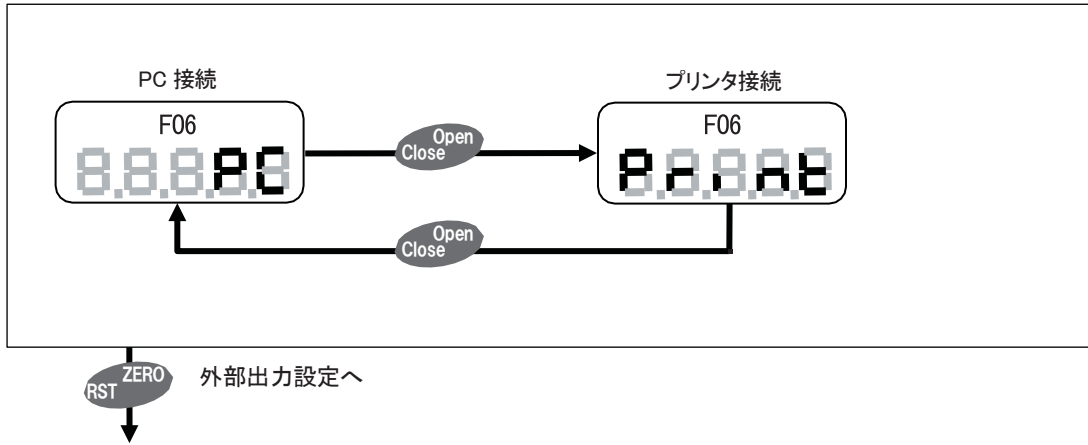 PC 接続
プリンタ接続
F06
F06
PC
Print
Open
Close
Open
Close
ZERO
RST
外部出力設定へ